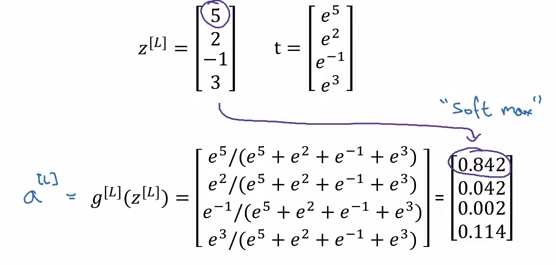 z^[L] = [5 2 −1 3] t = [e^5 e^2 e^−1 e^3]
"soft max"
a^[L] = g^[L](z^[L]) = [e^5/(e^5 + e^2 + e^−1 + e^3) = [0.842
e^2/(e^5 + e^2 + e^−1 + e^3) 0.042
e^−1/(e^5 + e^2 + e^−1 + e^3) 0.002
e^3/(e^5 + e^2 + e^−1 + e^3)] 0.114]